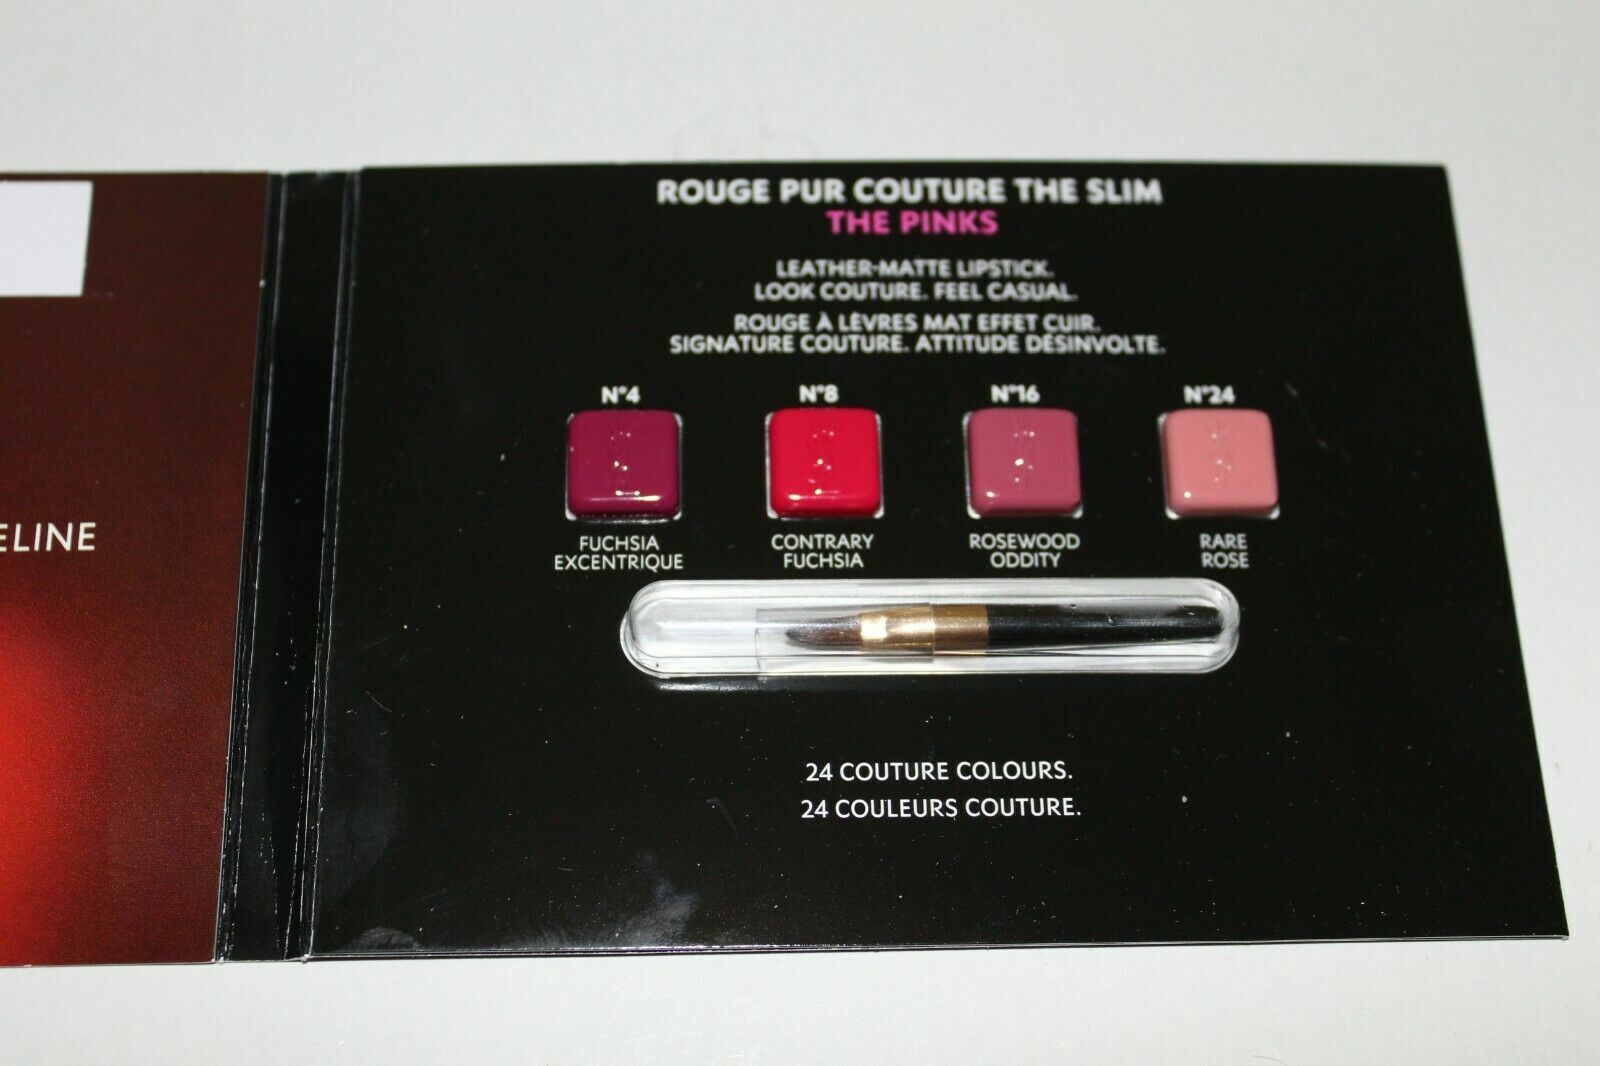 ROUGE PUR COUTURE THE SLIM
THE PINKS
LEATHER-MATTE LIPSTICK.
LOOK COUTURE. FEEL CASUAL.
ROUGE À LÈVRES MAT EFFET CUIR.
SIGNATURE COUTURE. ATTITUDE DÉSINVOLTE.
N°4 N°8 N°16 N°24
FUCHSIA CONTRARY ROSEWOOD RARE
EXCENTRIQUE FUCHSIA ODDITY ROSE
ELINE
24 COUTURE COLOURS.
24 COULEURS COUTURE.